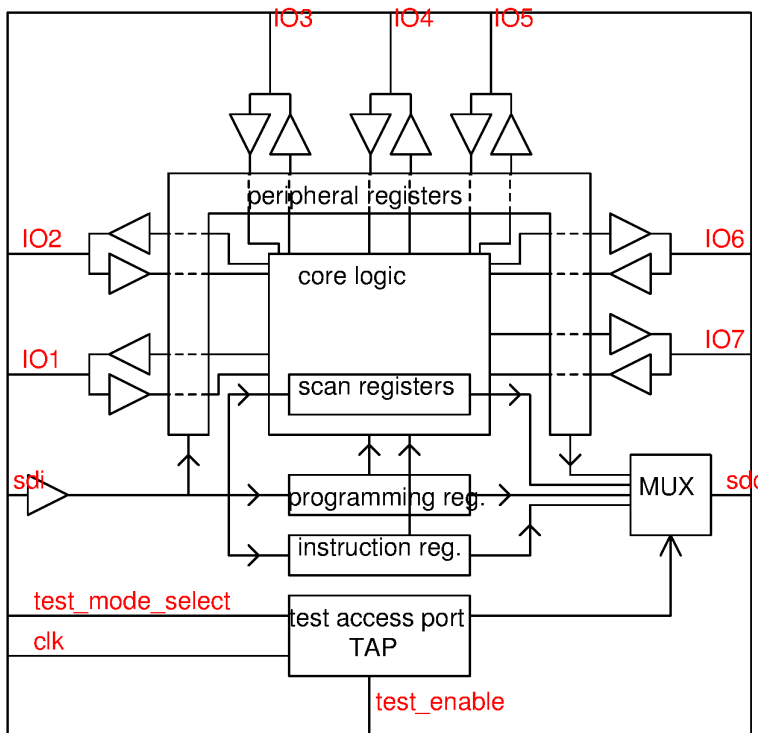 IO3 IO4 IO5
peripheral registers
IO2 IO6
core logic
IO7
IO1
scan registers
sdi MUX sdo
programming reg.
instruction reg.
test_mode_select
test access port
clk TAP
test_enable